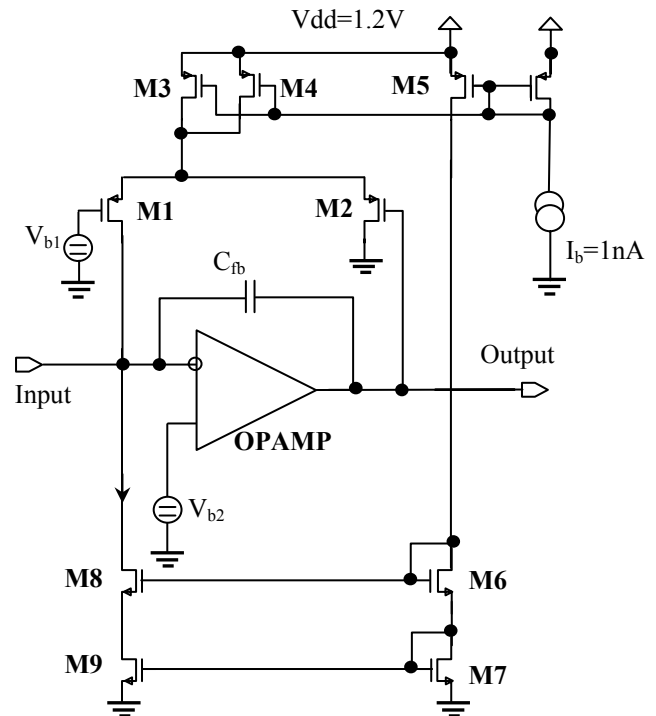 Vdd=1.2V
M3
M4
M5
M1
M2
Vb1
Ib=1nA
Cfb
Input
Output
OPAMP
Vb2
M8
M6
M9
M7